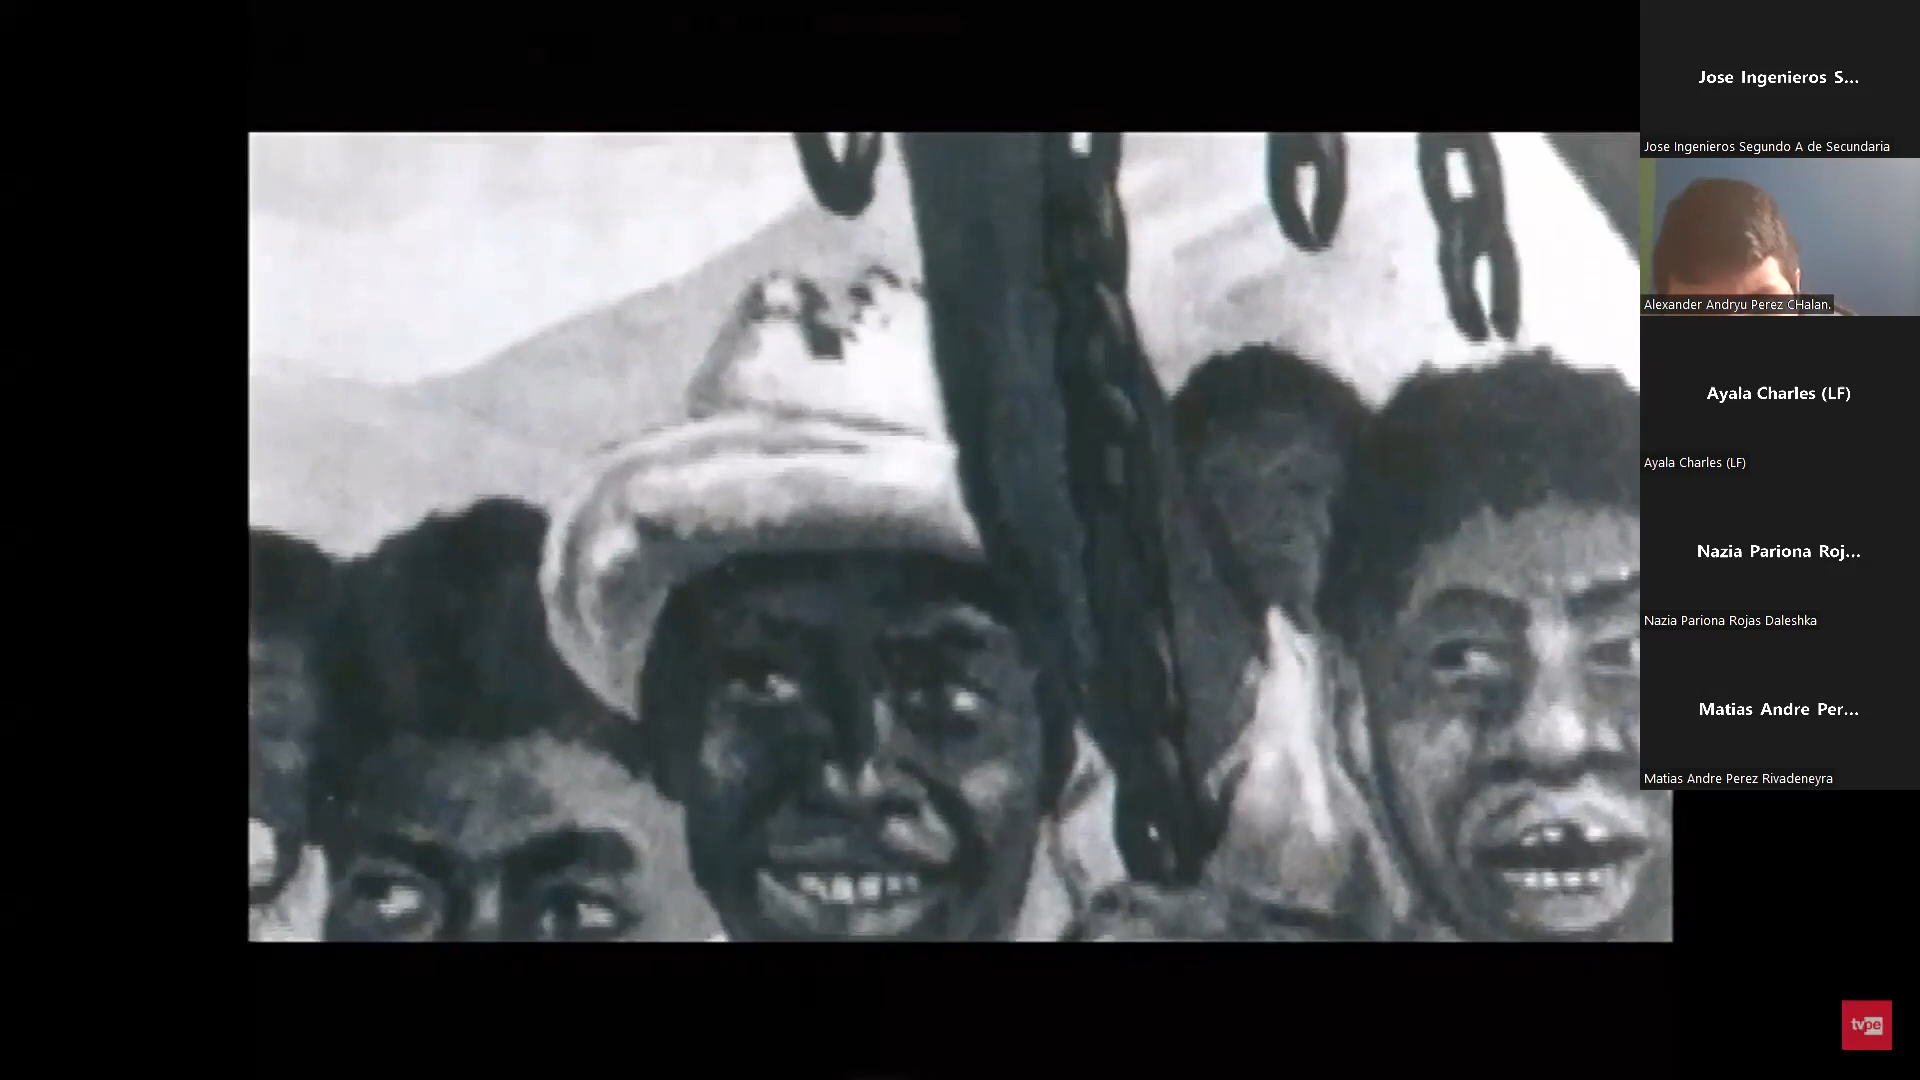 Jose Ingenieros S...
Jose Ingenieros Segundo A de Secundaria
Alexander Andryu Perez CHalan.
Ayala Charles (LF)
Ayala Charles (LF)
Nazia Pariona Roj...
Nazia Pariona Rojas Daleshka
Matias Andre Per...
Matias Andre Perez Rivadeneyra
tvpe